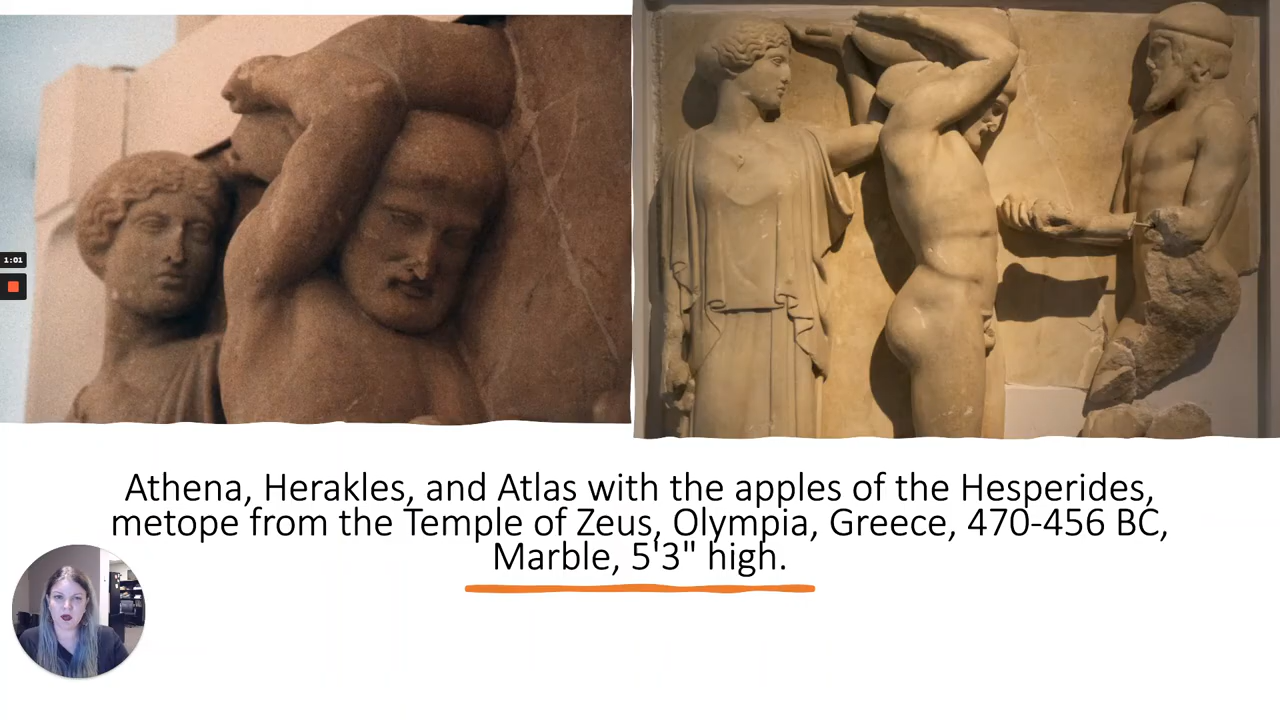 1:01
Athena, Herakles, and Atlas with the apples of the Hesperides,
metope from the Temple of Zeus, Olympia, Greece, 470-456 BC,
Marble, 5'3" high.